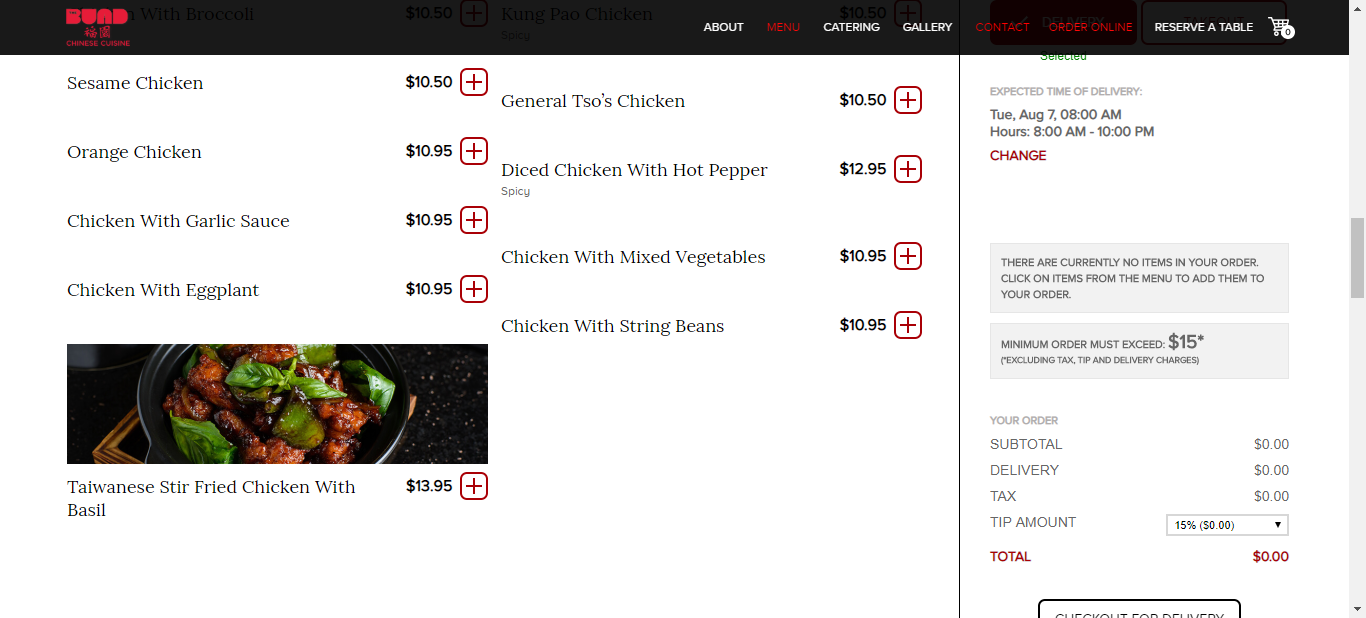 BUND
裕園
CHINESE CUISINE
ABOUT
MENU
CATERING
GALLERY
CONTACT
ORDER ONLINE
RESERVE A TABLE
0
With Broccoli
$10.50
Kung Pao Chicken
$10.50
Spicy
DELIVERY
Selected
Sesame Chicken
$10.50
Orange Chicken
$10.95
Chicken With Garlic Sauce
$10.95
Chicken With Eggplant
$10.95
Taiwanese Stir Fried Chicken With
Basil
$13.95
General Tso’s Chicken
$10.50
Diced Chicken With Hot Pepper
$12.95
Spicy
Chicken With Mixed Vegetables
$10.95
Chicken With String Beans
$10.95
EXPECTED TIME OF DELIVERY:
Tue, Aug 7, 08:00 AM
Hours: 8:00 AM - 10:00 PM
CHANGE
THERE ARE CURRENTLY NO ITEMS IN YOUR ORDER.
CLICK ON ITEMS FROM THE MENU TO ADD THEM TO
YOUR ORDER.
MINIMUM ORDER MUST EXCEED: $15*
(*EXCLUDING TAX, TIP AND DELIVERY CHARGES)
YOUR ORDER
SUBTOTAL $0.00
DELIVERY $0.00
TAX $0.00
TIP AMOUNT 15% ($0.00)
TOTAL $0.00
CHECKOUT FOR DELIVERY